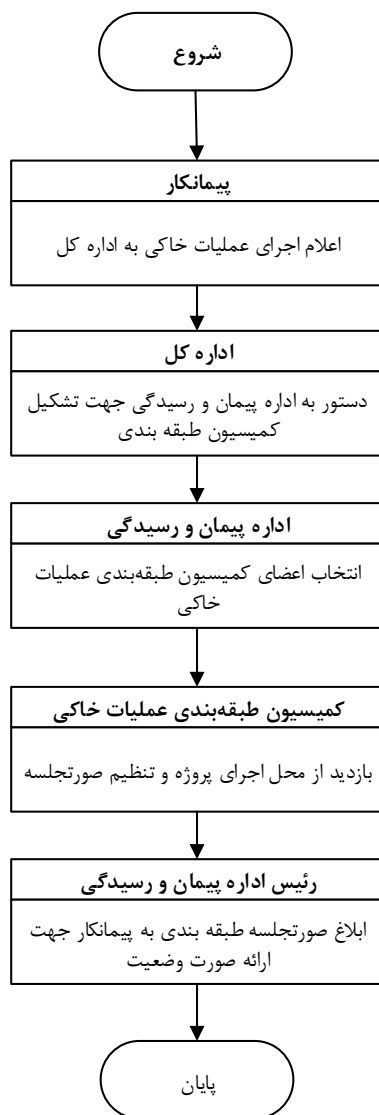 شروع
پیمانکار
اعلام اجرای عملیات خاکی به اداره کل
اداره کل
دستور به اداره پیمان و رسیدگی جهت تشکیل
کمیسیون طبقه بندی
اداره پیمان و رسیدگی
انتخاب اعضای کمیسیون طبقه‌بندی عملیات
خاکی
کمیسیون طبقه‌بندی عملیات خاکی
بازدید از محل اجرای پروژه و تنظیم صورتجلسه
رئیس اداره پیمان و رسیدگی
ابلاغ صورتجلسه طبقه بندی به پیمانکار جهت
ارائه صورت وضعیت
پایان